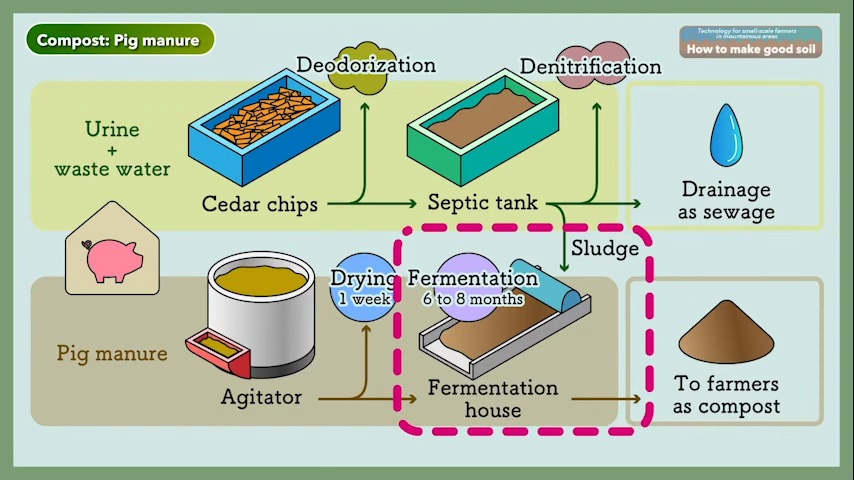 Compost: Pig manure
Technology for small-scale farmers
in mountainous areas
How to make good soil
Deodorization
Denitrification
Urine
+
waste water
Cedar chips
Septic tank
Drainage
as sewage
Sludge
Drying
1 week
Fermentation
6 to 8 months
Pig manure
Agitator
Fermentation
house
To farmers
as compost